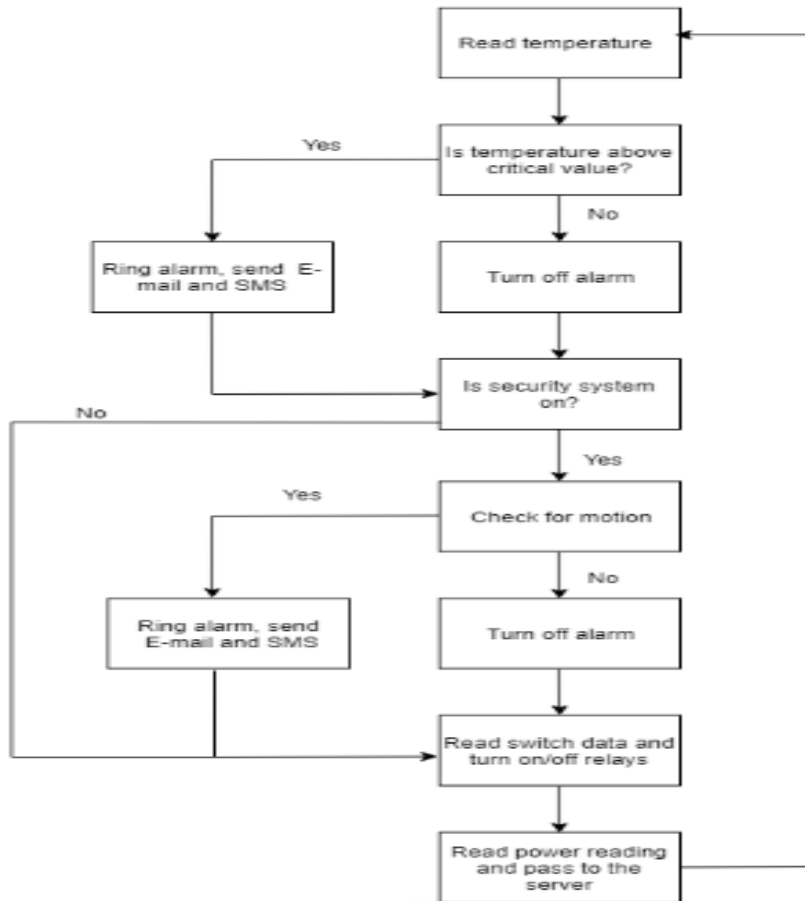 Read temperature
Is temperature above
critical value?
Yes
No
Ring alarm, send E-
mail and SMS
Turn off alarm
Is security system
on?
No
Yes
Yes
Check for motion
No
Ring alarm, send
E-mail and SMS
Turn off alarm
Read switch data and
turn on/off relays
Read power reading
and pass to the
server